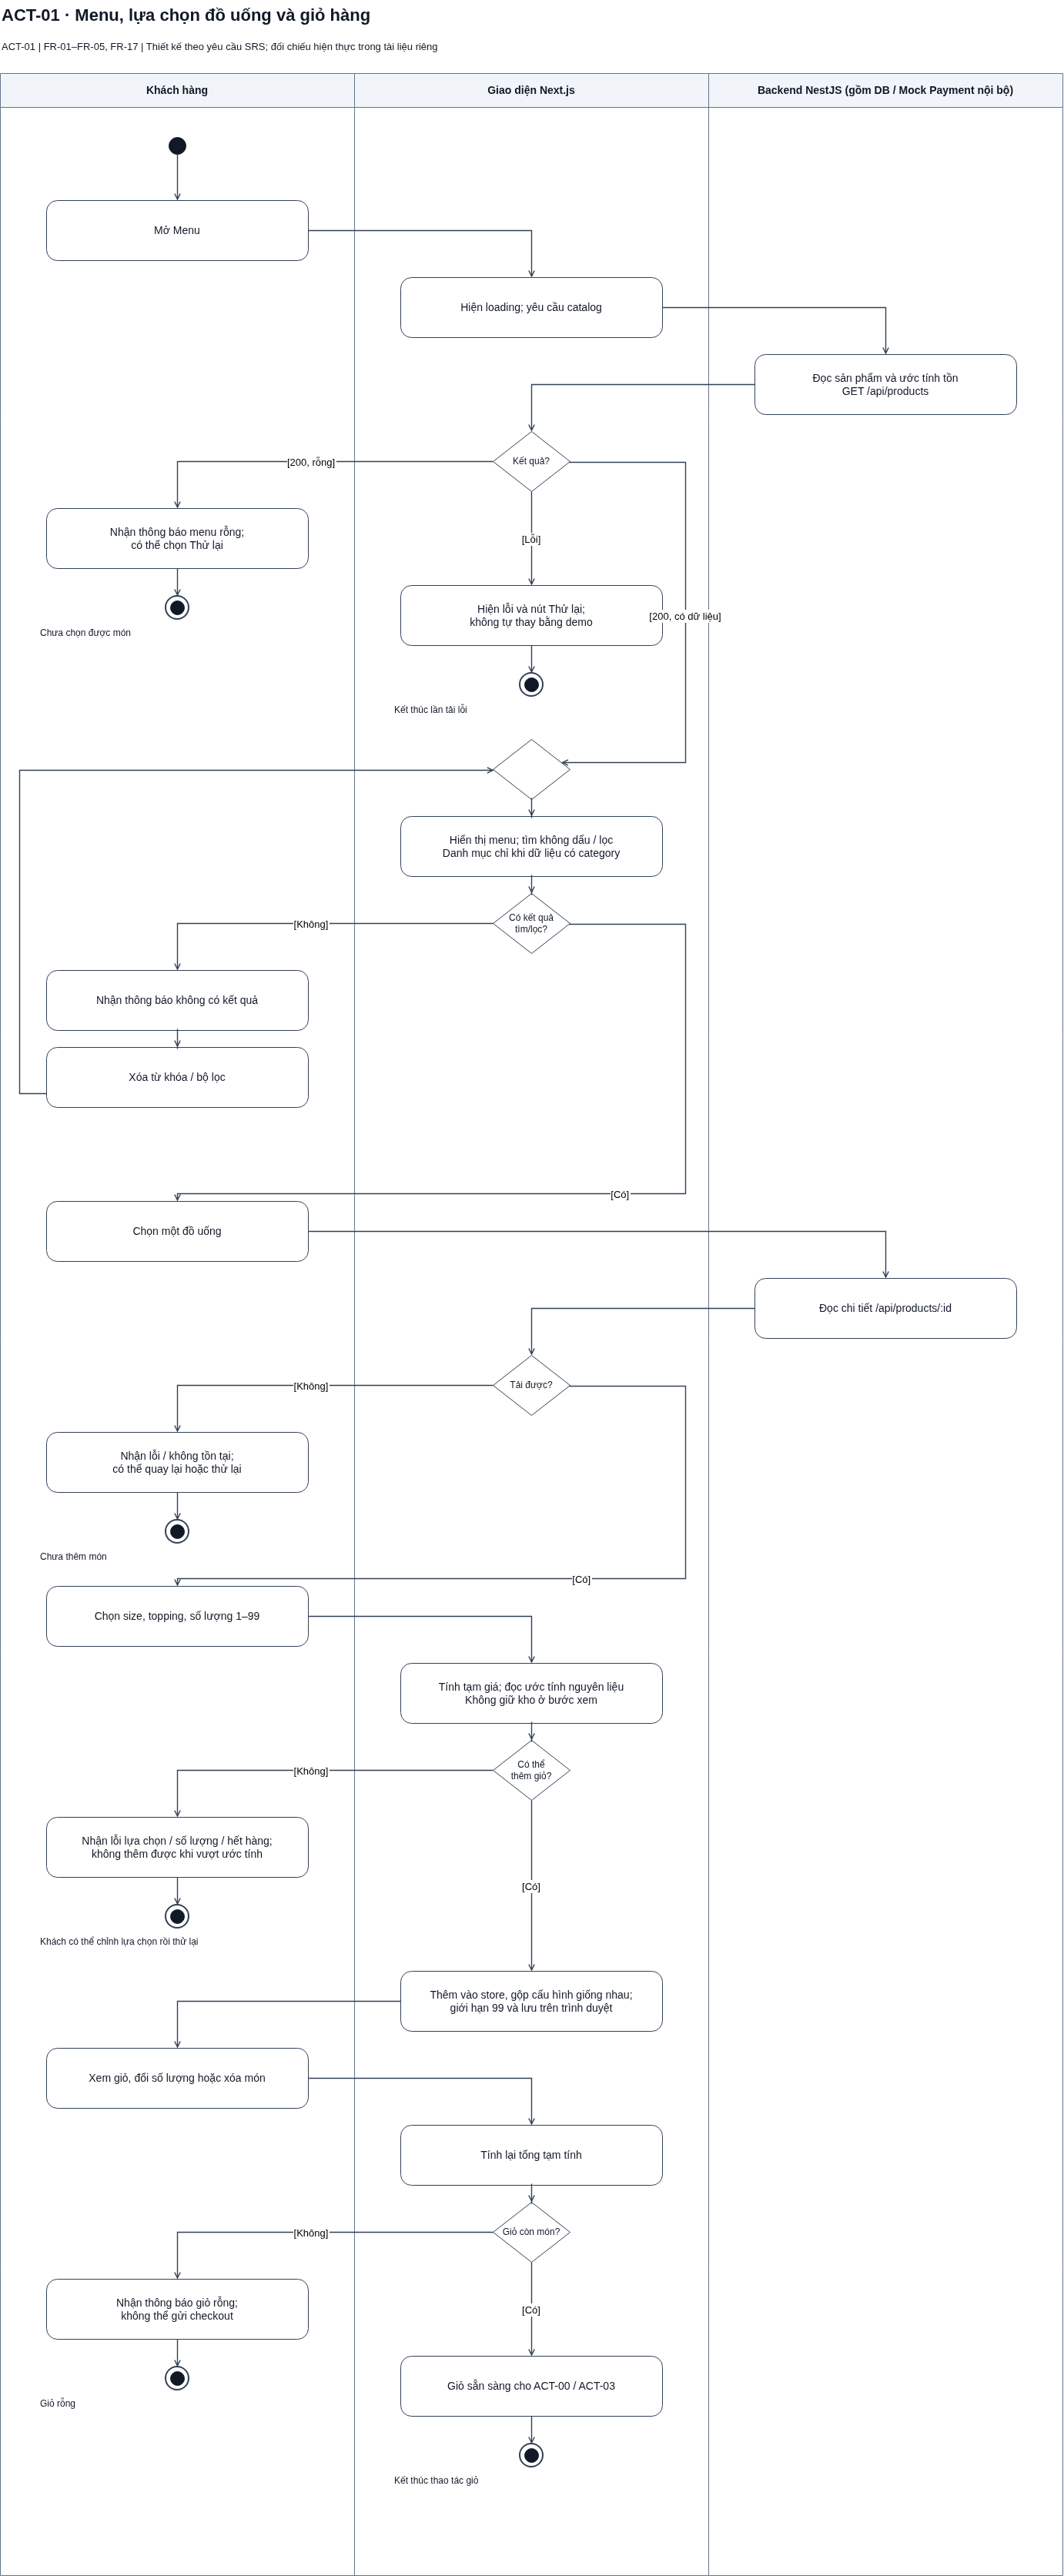 ACT-01 · Menu, lựa chọn đồ uống và giỏ hàng
ACT-01 | FR-01–FR-05, FR-17 | Thiết kế theo yêu cầu SRS; đối chiếu hiện thực trong tài liệu riêng
Khách hàng
Giao diện Next.js
Backend NestJS (gồm DB / Mock Payment nội bộ)
Mở Menu
Hiện loading; yêu cầu catalog
Đọc sản phẩm và ước tính tồn
GET /api/products
Kết quả?
[200, rỗng]
Nhận thông báo menu rỗng;
có thể chọn Thử lại
[Lỗi]
Hiện lỗi và nút Thử lại;
không tự thay bằng demo
[200, có dữ liệu]
Chưa chọn được món
Kết thúc lần tải lỗi
Hiển thị menu; tìm không dấu / lọc
Danh mục chỉ khi dữ liệu có category
Có kết quả
tìm/lọc?
[Không]
Nhận thông báo không có kết quả
Xóa từ khóa / bộ lọc
[Có]
Chọn một đồ uống
Đọc chi tiết /api/products/:id
Tải được?
[Không]
Nhận lỗi / không tồn tại;
có thể quay lại hoặc thử lại
Chưa thêm món
[Có]
Chọn size, topping, số lượng 1–99
Tính tạm giá; đọc ước tính nguyên liệu
Không giữ kho ở bước xem
Có thể
thêm giỏ?
[Không]
Nhận lỗi lựa chọn / số lượng / hết hàng;
không thêm được khi vượt ước tính
[Có]
Khách có thể chỉnh lựa chọn rồi thử lại
Thêm vào store, gộp cấu hình giống nhau;
giới hạn 99 và lưu trên trình duyệt
Xem giỏ, đổi số lượng hoặc xóa món
Tính lại tổng tạm tính
Giỏ còn món?
[Không]
Nhận thông báo giỏ rỗng;
không thể gửi checkout
[Có]
Giỏ sẵn sàng cho ACT-00 / ACT-03
Giỏ rỗng
Kết thúc thao tác giỏ